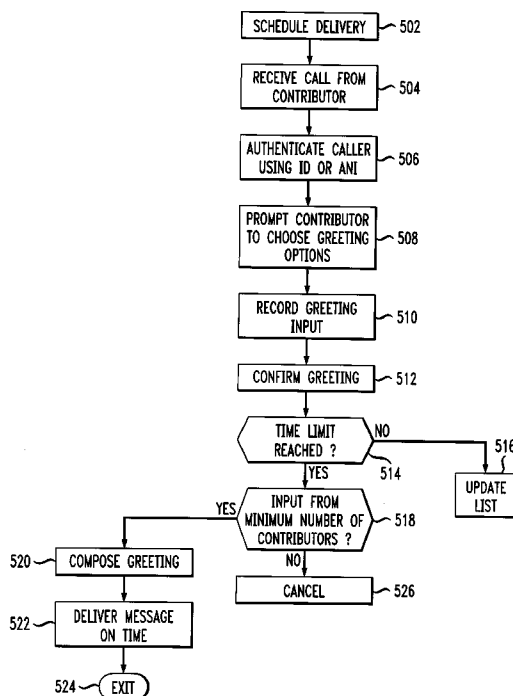 SCHEDULE DELIVERY
502
RECEIVE CALL FROM
CONTRIBUTOR
504
AUTHENTICATE CALLER
USING ID OR ANI
506
PROMPT CONTRIBUTOR
TO CHOOSE GREETING
OPTIONS
508
RECORD GREETING
INPUT
510
CONFIRM GREETING
512
TIME LIMIT
REACHED ?
514
NO
516
UPDATE
LIST
YES
INPUT FROM
MINIMUM NUMBER OF
CONTRIBUTORS ?
518
YES
520
COMPOSE GREETING
NO
CANCEL
526
522
DELIVER MESSAGE
ON TIME
524
EXIT